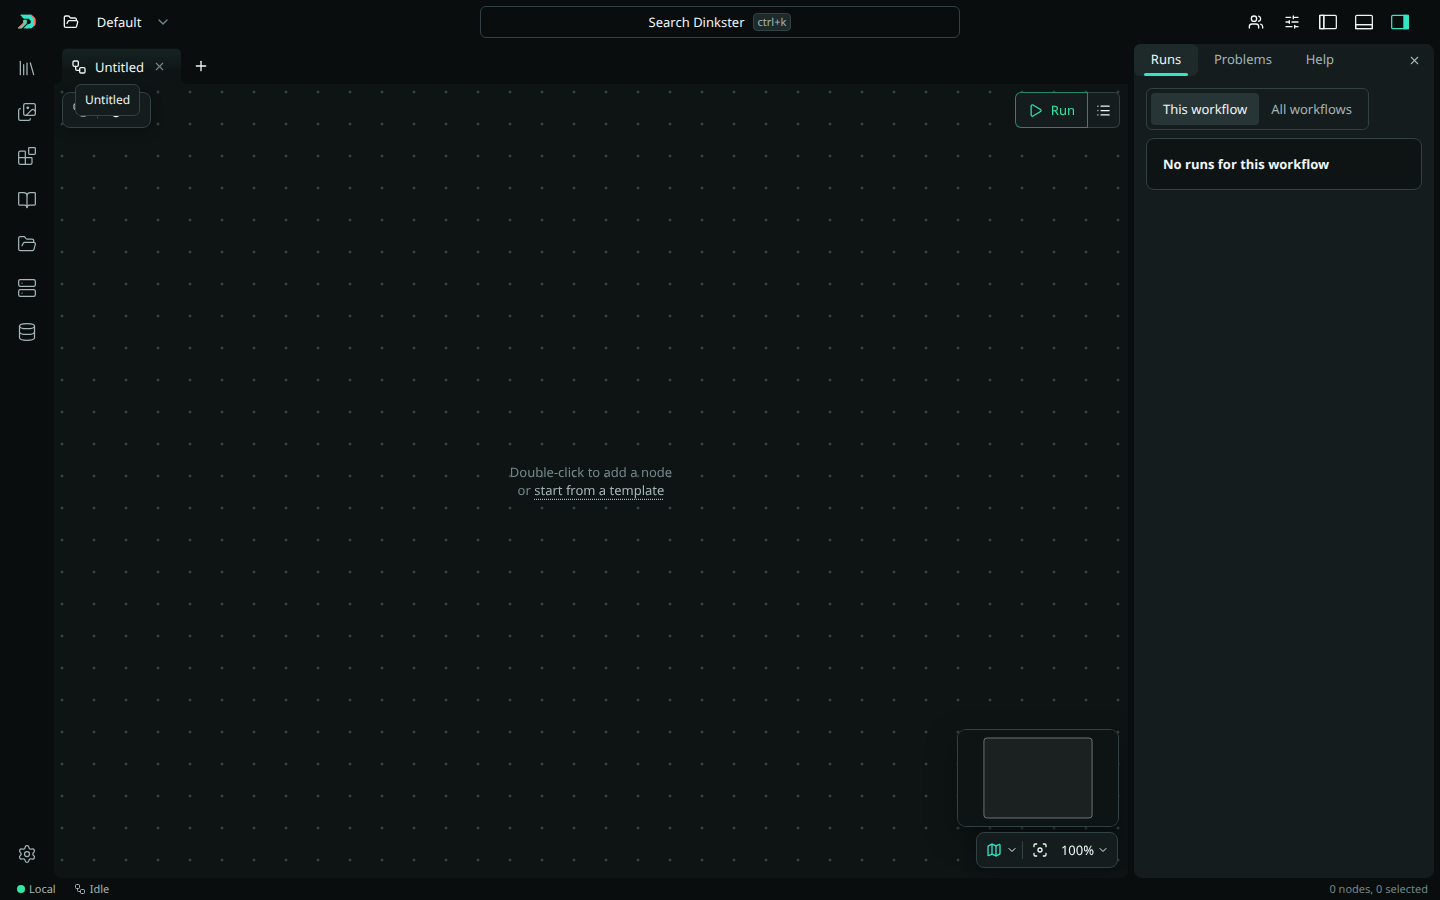 Default
Search Dinkster ctrl+k
Untitled
Untitled
Run
Runs Problems Help
This workflow All workflows
No runs for this workflow
Double-click to add a node
or start from a template
100%
Local Idle
0 nodes, 0 selected